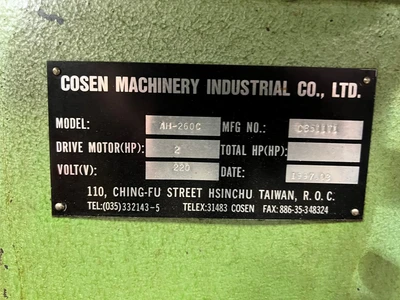 COSEN MACHINERY INDUSTRIAL CO., LTD.
MODEL: AH-260C MFG NO.:
DRIVE MOTOR(HP): 2 TOTAL HP(HP):
VOLT(V): 220 DATE:
110, CHING-FU STREET HSINCHU TAIWAN, R.O.C.
TEL:(035)332143-5 TELEX:31483 COSEN FAX:886-35-348324